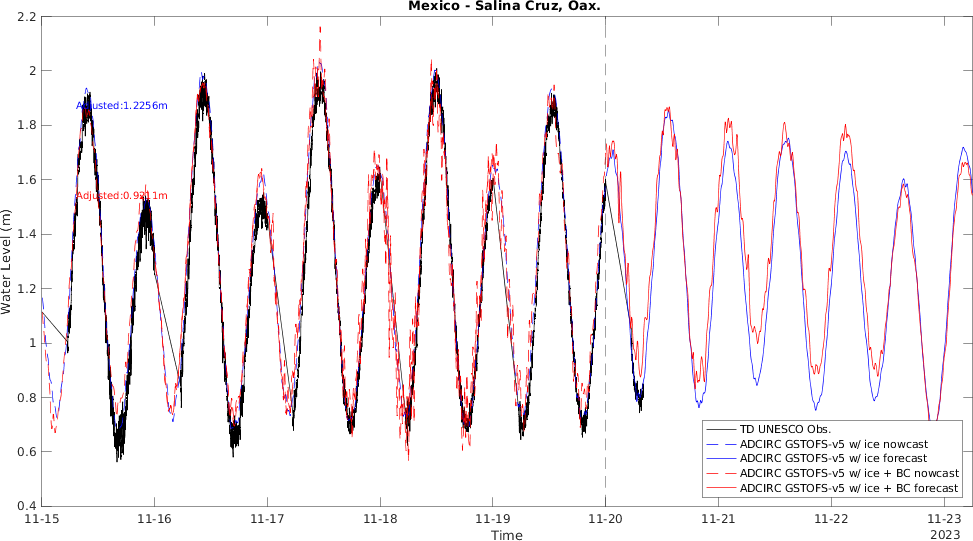 Mexico - Salina Cruz, Oax.
2.2
2
1.8
1.6
1.4
1.2
1
0.8
0.6
0.4
Water Level (m)
Adjusted:1.2256m
Adjusted:0.9211m
TD UNESCO Obs.
ADCIRC GSTOFS-v5 w/ ice nowcast
ADCIRC GSTOFS-v5 w/ ice forecast
ADCIRC GSTOFS-v5 w/ ice + BC nowcast
ADCIRC GSTOFS-v5 w/ ice + BC forecast
11-15 11-16 11-17 11-18 11-19 11-20 11-21 11-22 11-23
Time
2023